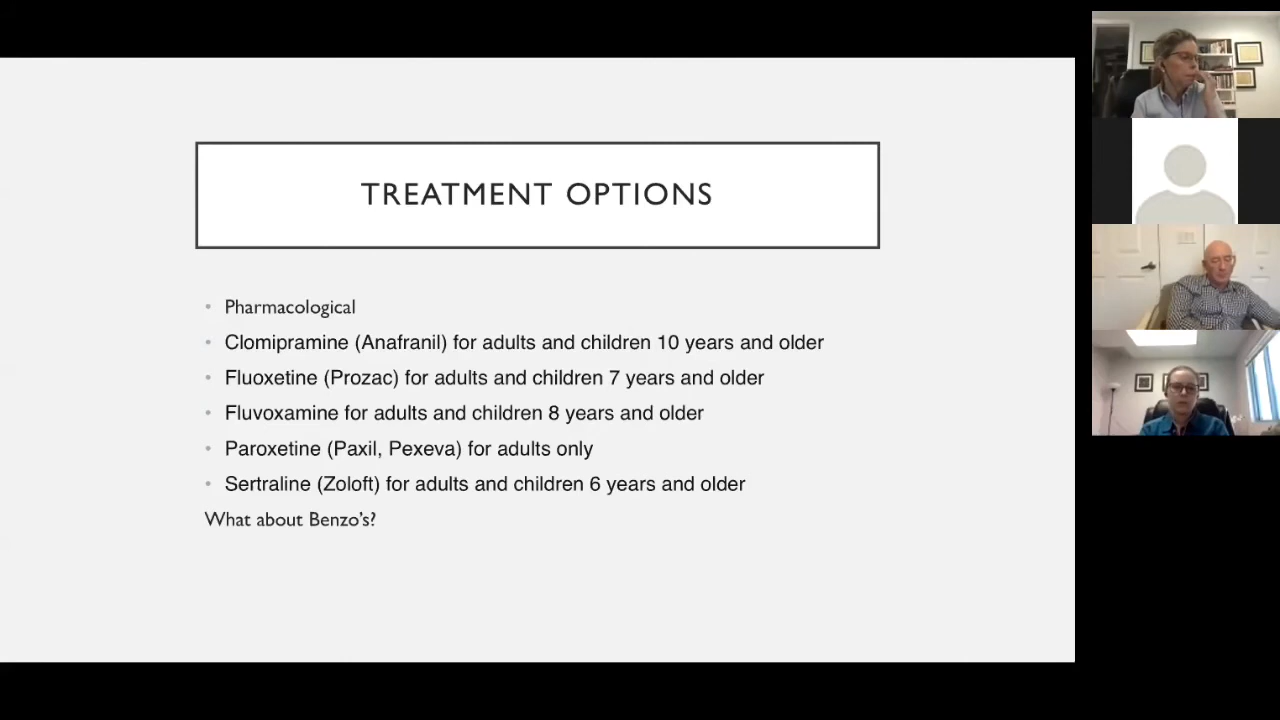 TREATMENT OPTIONS
• Pharmacological
• Clomipramine (Anafranil) for adults and children 10 years and older
• Fluoxetine (Prozac) for adults and children 7 years and older
• Fluvoxamine for adults and children 8 years and older
• Paroxetine (Paxil, Pexeva) for adults only
• Sertraline (Zoloft) for adults and children 6 years and older
What about Benzo's?